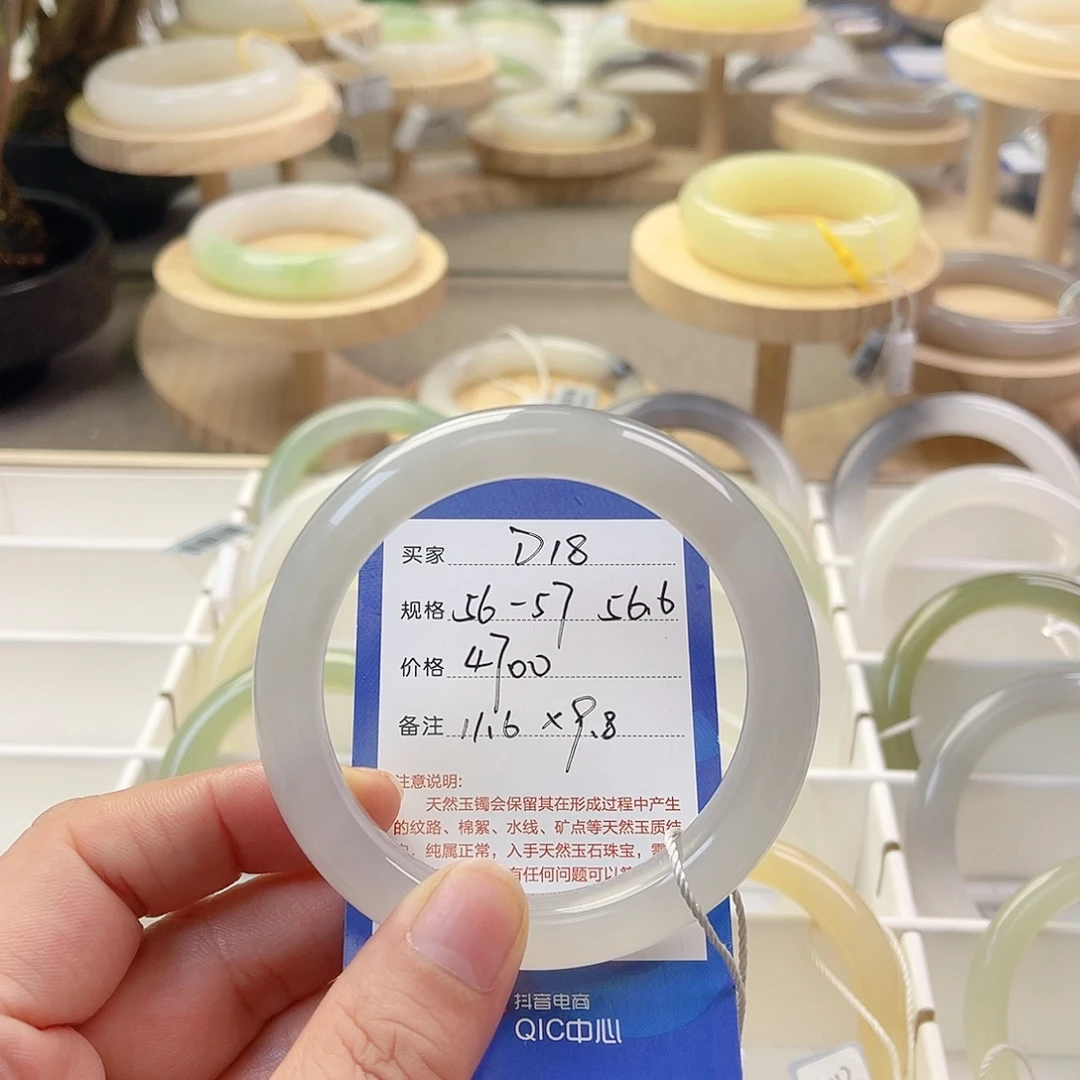 买家 D18
规格 56-57 56.6
价格 4700
备注 11.6 x 9.8
注意说明:
天然玉镯会保留其在形成过程中产生
的纹路、棉絮、水线、矿点等天然玉质结
纯属正常，入手天然玉石珠宝，需
有任何问题可以
抖音电商
QIC中心